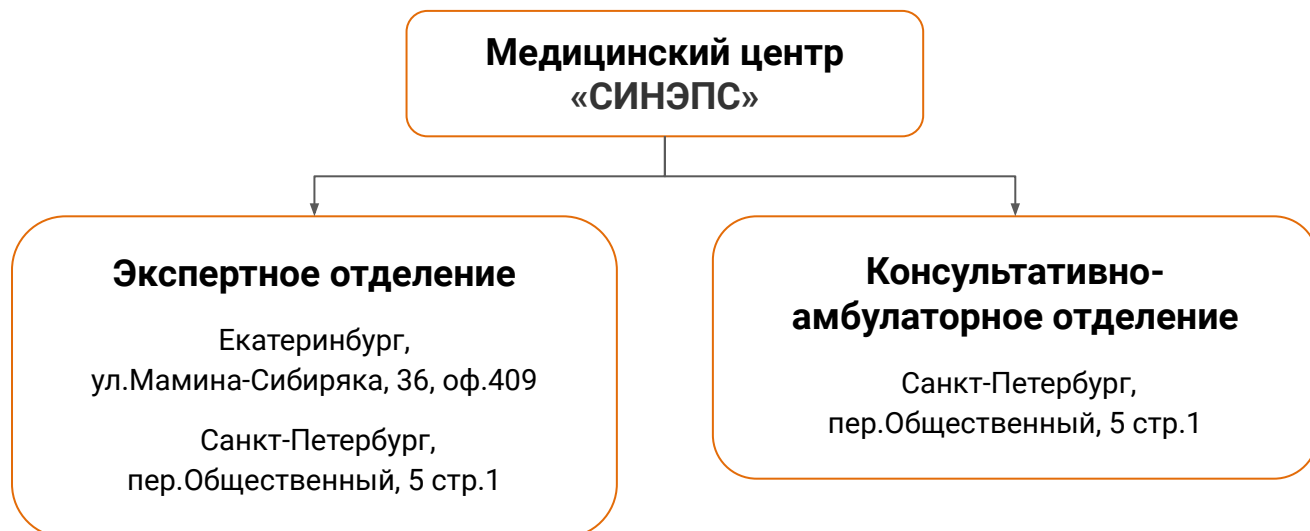 Медицинский центр
«СИНЭПС»
Экспертное отделение
Екатеринбург,
ул.Мамина-Сибиряка, 36, оф.409
Санкт-Петербург,
пер.Общественный, 5 стр.1
Консультативно-
амбулаторное отделение
Санкт-Петербург,
пер.Общественный, 5 стр.1